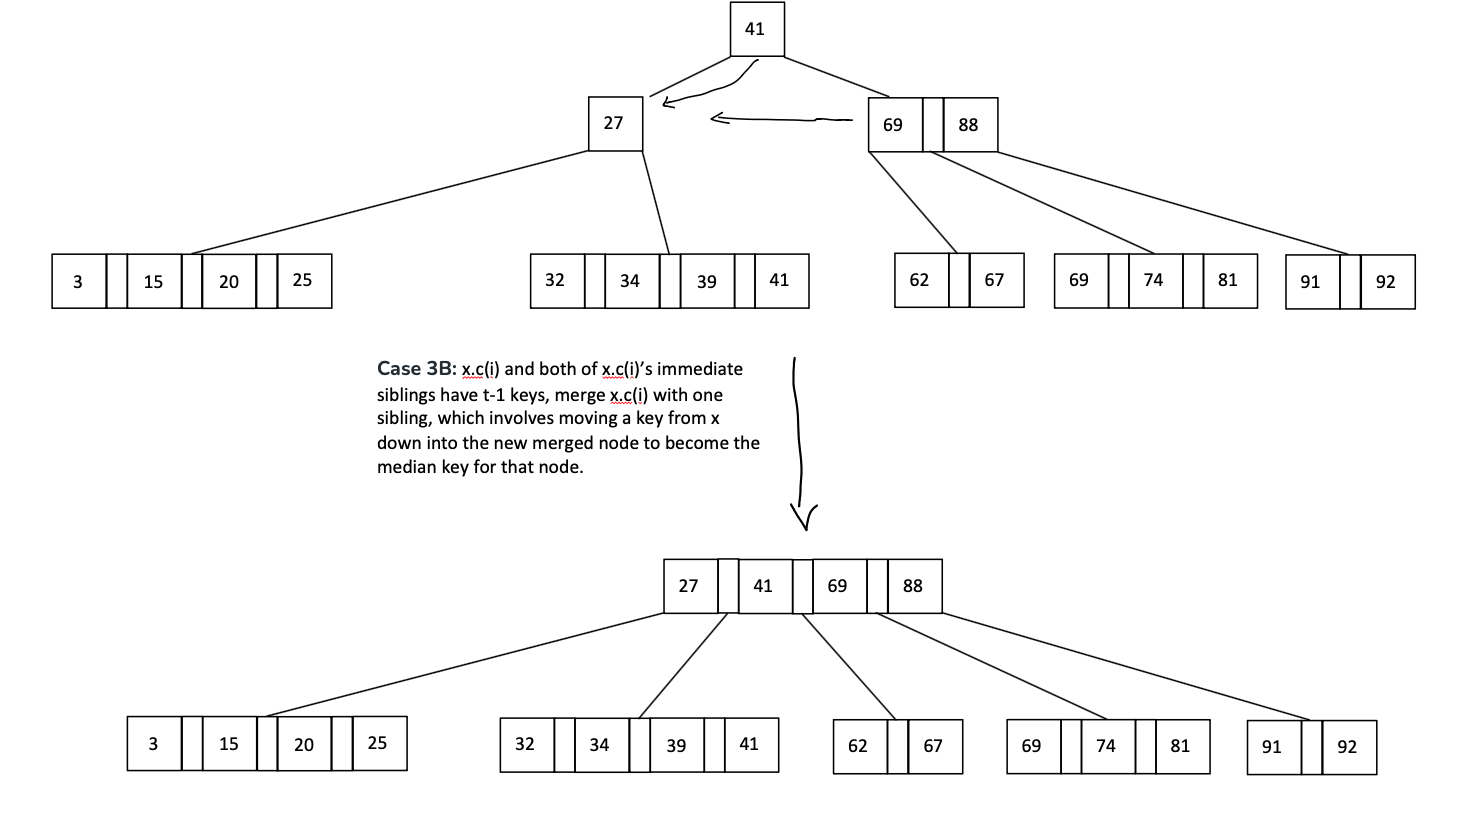 41
27
69 88
3 15 20 25
32 34 39 41
62 67
69 74 81
91 92
Case 3B: x.c(i) and both of x.c(i)’s immediate
siblings have t-1 keys, merge x.c(i) with one
sibling, which involves moving a key from x
down into the new merged node to become the
median key for that node.
27 41 69 88
3 15 20 25
32 34 39 41
62 67
69 74 81
91 92